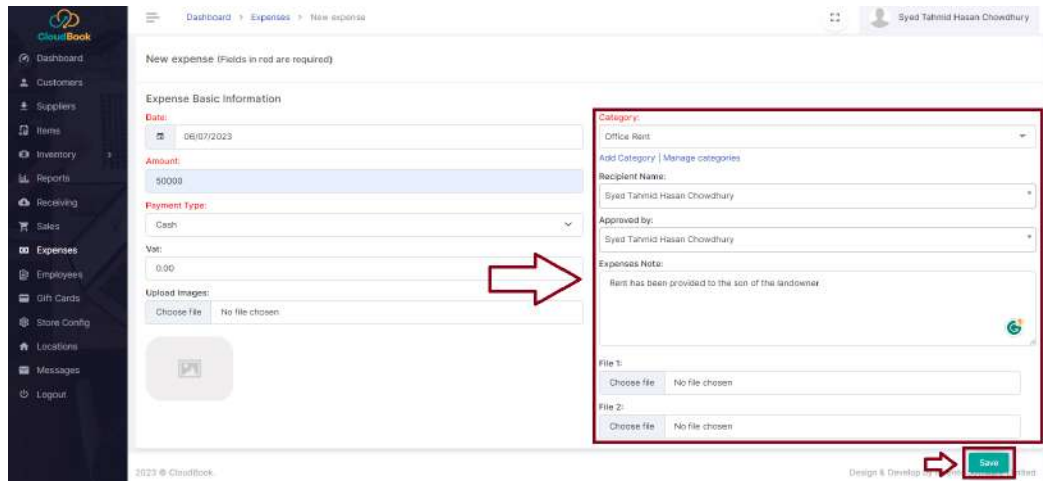 CloudBook
Dashboard
Customers
Suppliers
Items
Inventory
Reports
Receiving
Sales
Expenses
Employees
Gift Cards
Store Config
Locations
Messages
Logout
Dashboard > Expenses > New expense
Syed Tahmid Hasan Chowdhury
New expense (Fields in red are required)
Expense Basic Information
Date:
06/07/2023
Amount:
50000
Payment Type:
Cash
Vat:
0.00
Upload Images:
Choose file No file chosen
Category:
Office Rent
Add Category | Manage categories
Recipient Name:
Syed Tahmid Hasan Chowdhury
Approved by:
Syed Tahmid Hasan Chowdhury
Expenses Note:
Rent has been provided to the son of the landowner
File 1:
Choose file No file chosen
File 2:
Choose file No file chosen
Save
2023 © CloudBook.
Design & Develop by